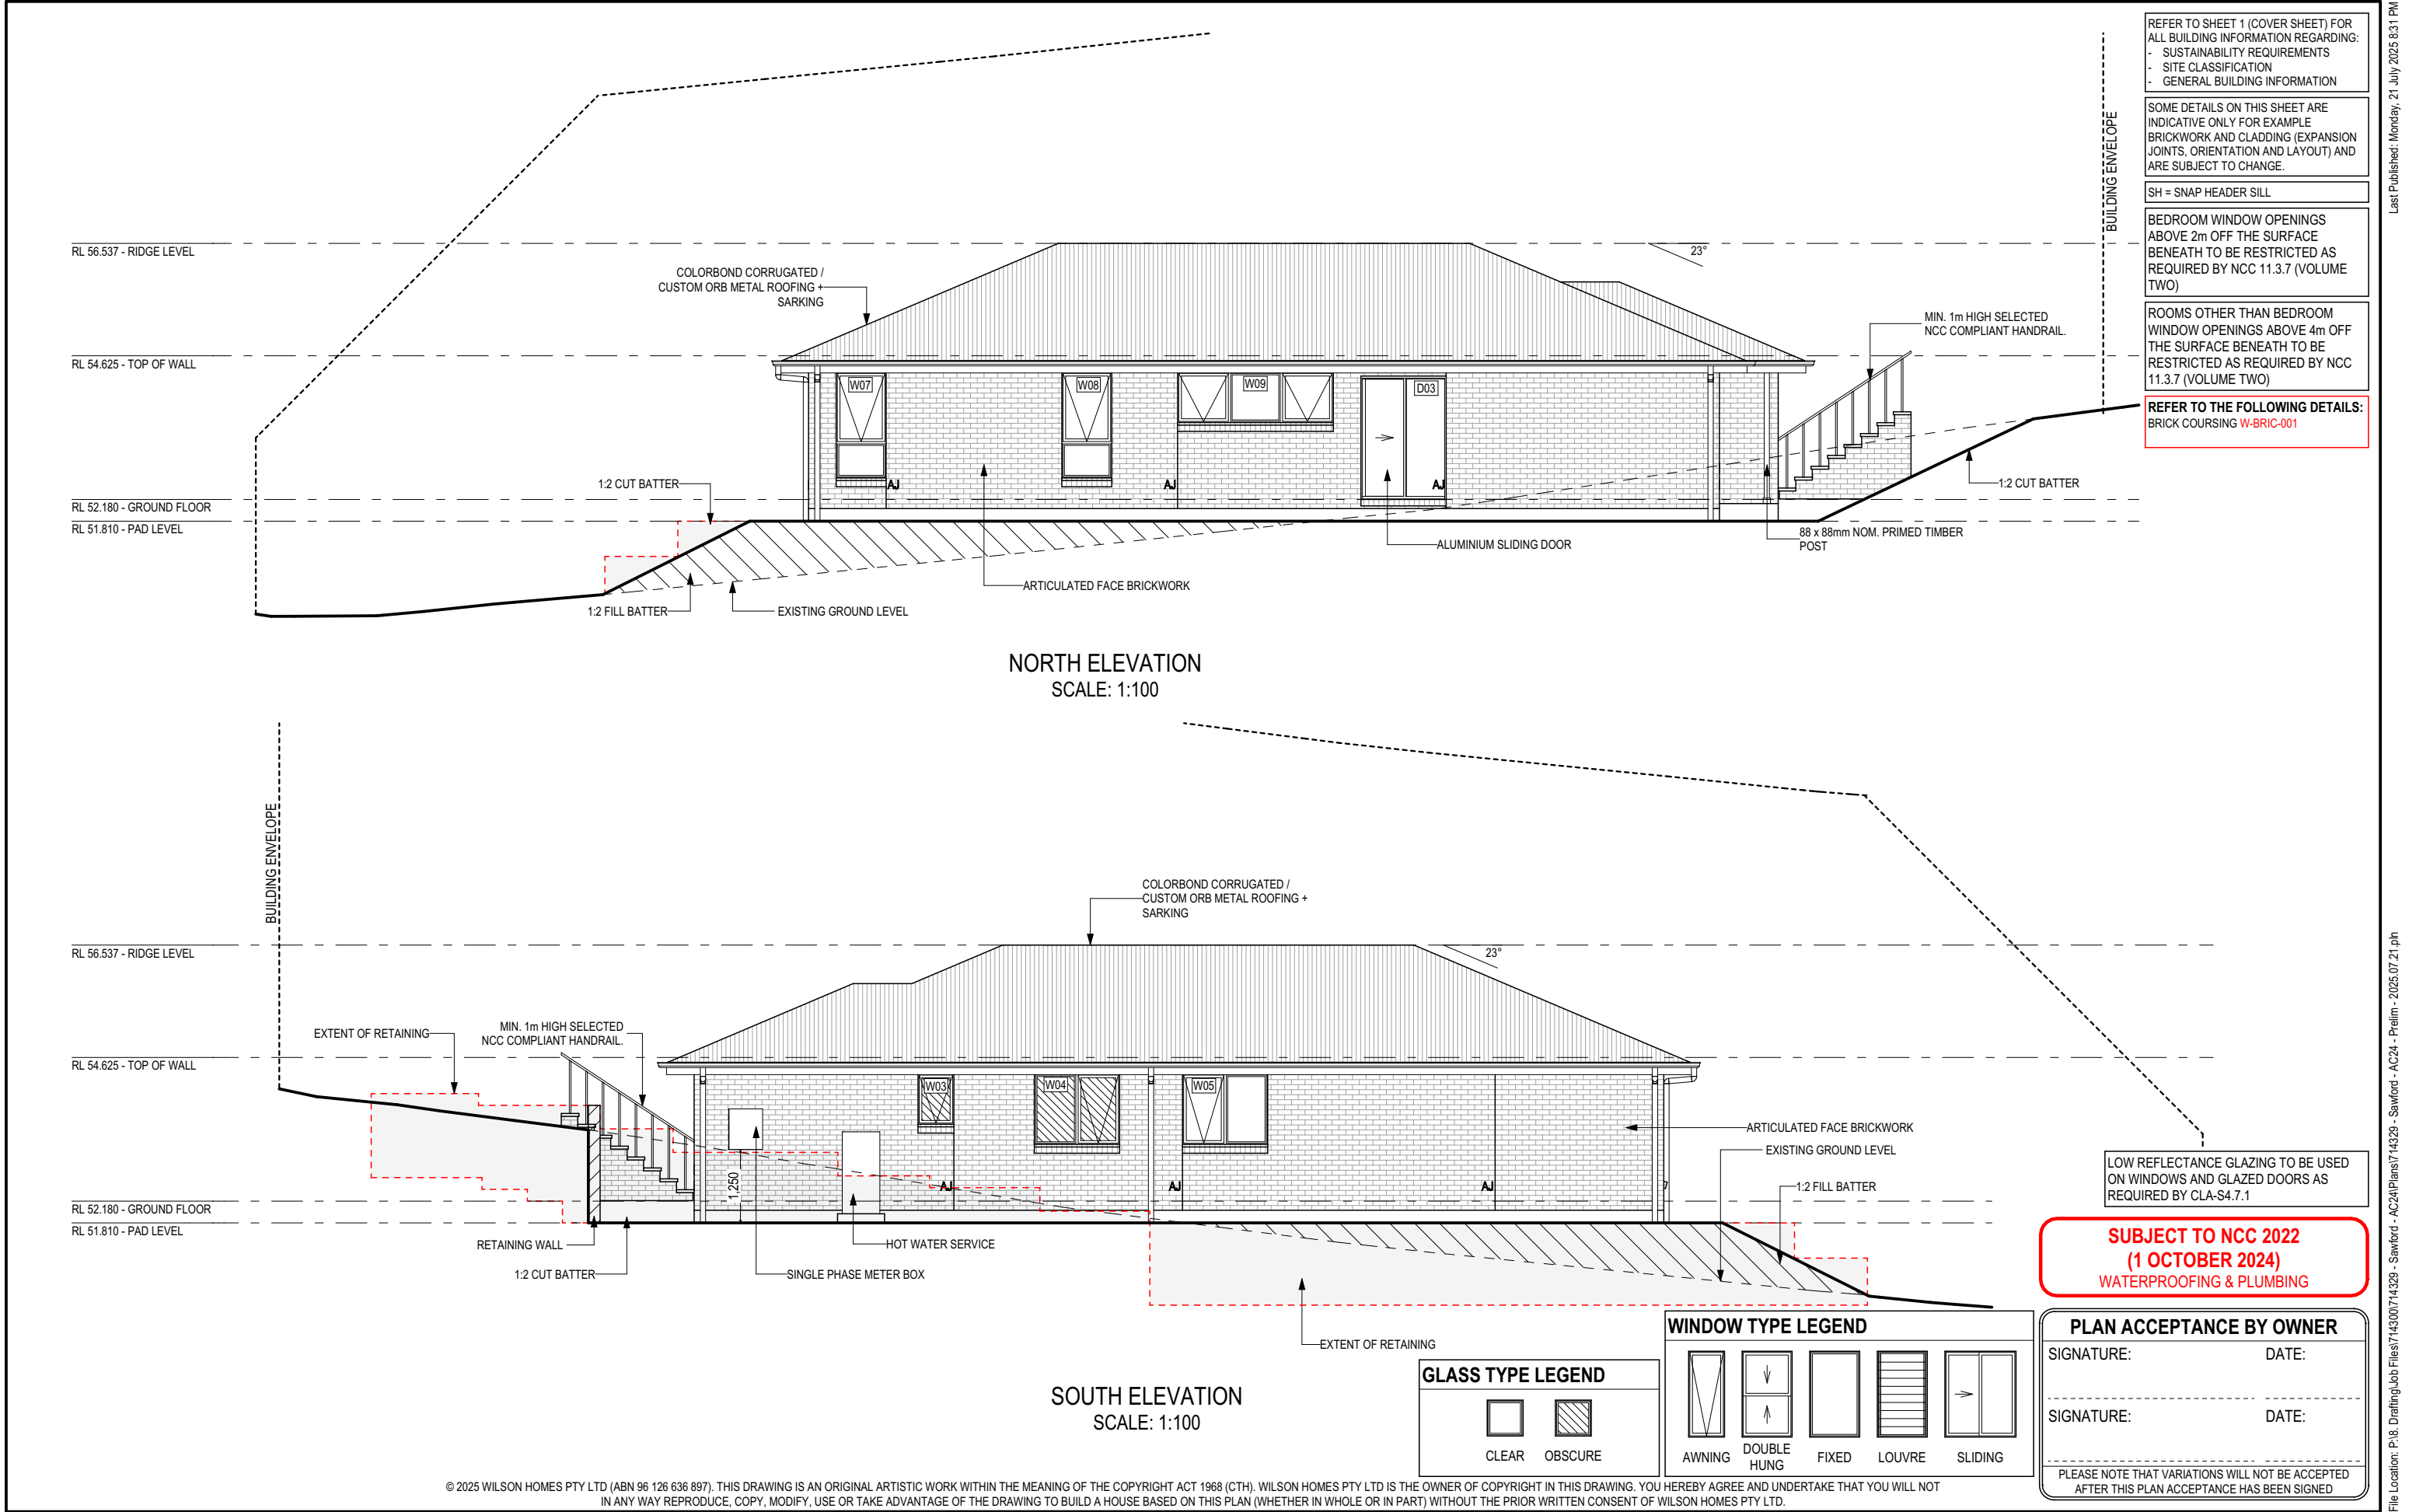 REFER TO SHEET 1 (COVER SHEET) FOR
ALL BUILDING INFORMATION REGARDING:
- SUSTAINABILITY REQUIREMENTS
- SITE CLASSIFICATION
- GENERAL BUILDING INFORMATION
SOME DETAILS ON THIS SHEET ARE
INDICATIVE ONLY FOR EXAMPLE
BRICKWORK AND CLADDING (EXPANSION
JOINTS, ORIENTATION AND LAYOUT) AND
ARE SUBJECT TO CHANGE.
SH = SNAP HEADER SILL
BEDROOM WINDOW OPENINGS
ABOVE 2m OFF THE SURFACE
BENEATH TO BE RESTRICTED AS
REQUIRED BY NCC 11.3.7 (VOLUME
TWO)
ROOMS OTHER THAN BEDROOM
WINDOW OPENINGS ABOVE 4m OFF
THE SURFACE BENEATH TO BE
RESTRICTED AS REQUIRED BY NCC
11.3.7 (VOLUME TWO)
REFER TO THE FOLLOWING DETAILS:
BRICK COURSING W-BRIC-001
Last Published: Monday, 21 July 2025 8:31 PM
BUILDING ENVELOPE
RL 56.537 - RIDGE LEVEL
23°
COLORBOND CORRUGATED /
CUSTOM ORB METAL ROOFING +
SARKING
MIN. 1m HIGH SELECTED
NCC COMPLIANT HANDRAIL.
RL 54.625 - TOP OF WALL
W07
W08
W09
D03
1:2 CUT BATTER
AJ
AJ
AJ
1:2 CUT BATTER
RL 52.180 - GROUND FLOOR
RL 51.810 - PAD LEVEL
88 x 88mm NOM. PRIMED TIMBER
POST
ALUMINIUM SLIDING DOOR
ARTICULATED FACE BRICKWORK
1:2 FILL BATTER
EXISTING GROUND LEVEL
NORTH ELEVATION
SCALE: 1:100
BUILDING ENVELOPE
COLORBOND CORRUGATED /
CUSTOM ORB METAL ROOFING +
SARKING
RL 56.537 - RIDGE LEVEL
23°
EXTENT OF RETAINING
MIN. 1m HIGH SELECTED
NCC COMPLIANT HANDRAIL.
RL 54.625 - TOP OF WALL
W03
W04
W05
ARTICULATED FACE BRICKWORK
EXISTING GROUND LEVEL
1,250
AJ
AJ
AJ
1:2 FILL BATTER
RL 52.180 - GROUND FLOOR
RL 51.810 - PAD LEVEL
RETAINING WALL
HOT WATER SERVICE
1:2 CUT BATTER
SINGLE PHASE METER BOX
EXTENT OF RETAINING
SOUTH ELEVATION
SCALE: 1:100
LOW REFLECTANCE GLAZING TO BE USED
ON WINDOWS AND GLAZED DOORS AS
REQUIRED BY CLA-S4.7.1
SUBJECT TO NCC 2022
(1 OCTOBER 2024)
WATERPROOFING & PLUMBING
GLASS TYPE LEGEND
CLEAR OBSCURE
WINDOW TYPE LEGEND
AWNING DOUBLE HUNG FIXED LOUVRE SLIDING
PLAN ACCEPTANCE BY OWNER
SIGNATURE: DATE:
SIGNATURE: DATE:
PLEASE NOTE THAT VARIATIONS WILL NOT BE ACCEPTED
AFTER THIS PLAN ACCEPTANCE HAS BEEN SIGNED
© 2025 WILSON HOMES PTY LTD (ABN 96 126 636 897). THIS DRAWING IS AN ORIGINAL ARTISTIC WORK WITHIN THE MEANING OF THE COPYRIGHT ACT 1968 (CTH). WILSON HOMES PTY LTD IS THE OWNER OF COPYRIGHT IN THIS DRAWING. YOU HEREBY AGREE AND UNDERTAKE THAT YOU WILL NOT
IN ANY WAY REPRODUCE, COPY, MODIFY, USE OR TAKE ADVANTAGE OF THE DRAWING TO BUILD A HOUSE BASED ON THIS PLAN (WHETHER IN WHOLE OR IN PART) WITHOUT THE PRIOR WRITTEN CONSENT OF WILSON HOMES PTY LTD.
File Location: P:\8. Drafting\Job Files\714300\714329 - Sawford - AC24\Plans\714329 - Sawford - AC24 - Prelim - 2025.07.21.pln